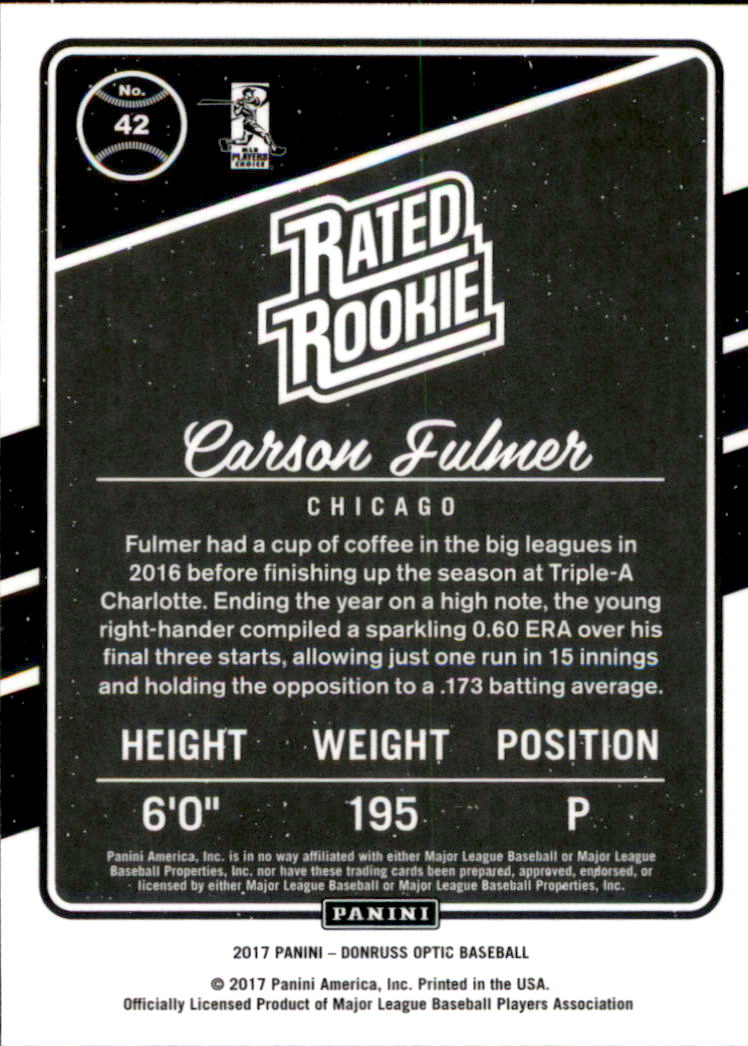 No.
42
MLB
PLAYERS
CHOICE
RATED
ROOKIE
Carson Fulmer
CHICAGO
Fulmer had a cup of coffee in the big leagues in
2016 before finishing up the season at Triple-A
Charlotte. Ending the year on a high note, the young
right-hander compiled a sparkling 0.60 ERA over his
final three starts, allowing just one run in 15 innings
and holding the opposition to a .173 batting average.
HEIGHT WEIGHT POSITION
6'0" 195 P
Panini America, Inc. is in no way affiliated with either Major League Baseball or Major League
Baseball Properties, Inc. nor have these trading cards been prepared, approved, endorsed, or
licensed by either Major League Baseball or Major League Baseball Properties, Inc.
PANINI
2017 PANINI – DONRUSS OPTIC BASEBALL
© 2017 Panini America, Inc. Printed in the USA.
Officially Licensed Product of Major League Baseball Players Association